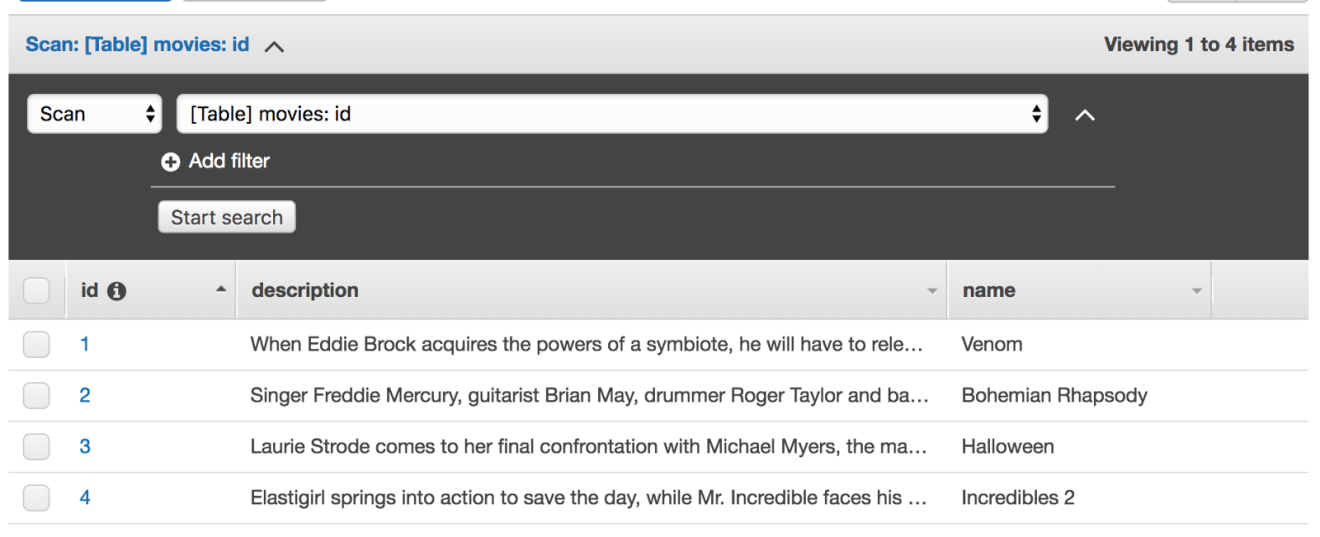 Scan: [Table] movies: id Viewing 1 to 4 items
Scan [Table] movies: id
Add filter
Start search
id description name
1 When Eddie Brock acquires the powers of a symbiote, he will have to rele… Venom
2 Singer Freddie Mercury, guitarist Brian May, drummer Roger Taylor and ba… Bohemian Rhapsody
3 Laurie Strode comes to her final confrontation with Michael Myers, the ma… Halloween
4 Elastigirl springs into action to save the day, while Mr. Incredible faces his … Incredibles 2